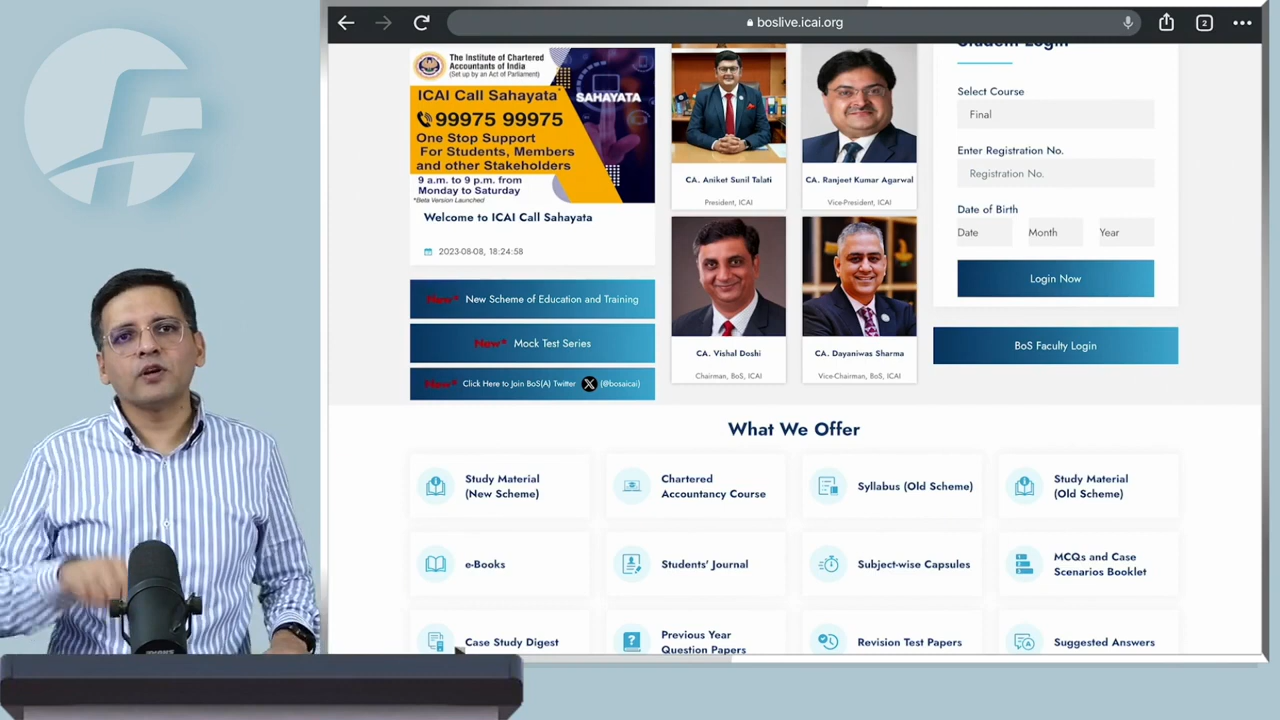 boslive.icai.org
2
The Institute of Chartered
Accountants of India
(Set up by an Act of Parliament)
ICAI Call Sahayata
SAHAYATA
99975 99975
One Stop Support
For Students, Members
and other Stakeholders
9 a.m. to 9 p.m. from
Monday to Saturday
*Beta Version Launched
Welcome to ICAI Call Sahayata
2023-08-08, 18:24:58
New* New Scheme of Education and Training
New* Mock Test Series
New* Click Here to Join BoS(A) Twitter X (@bosaicai)
CA. Aniket Sunil Talati
President, ICAI
CA. Ranjeet Kumar Agarwal
Vice-President, ICAI
CA. Vishal Doshi
Chairman, BoS, ICAI
CA. Dayaniwas Sharma
Vice-Chairman, BoS, ICAI
Student Login
Select Course
Final
Enter Registration No.
Registration No.
Date of Birth
Date Month Year
Login Now
BoS Faculty Login
What We Offer
Study Material
(New Scheme)
Chartered
Accountancy Course
Syllabus (Old Scheme)
Study Material
(Old Scheme)
e-Books
Students' Journal
Subject-wise Capsules
MCQs and Case
Scenarios Booklet
Case Study Digest
Previous Year
Question Papers
Revision Test Papers
Suggested Answers